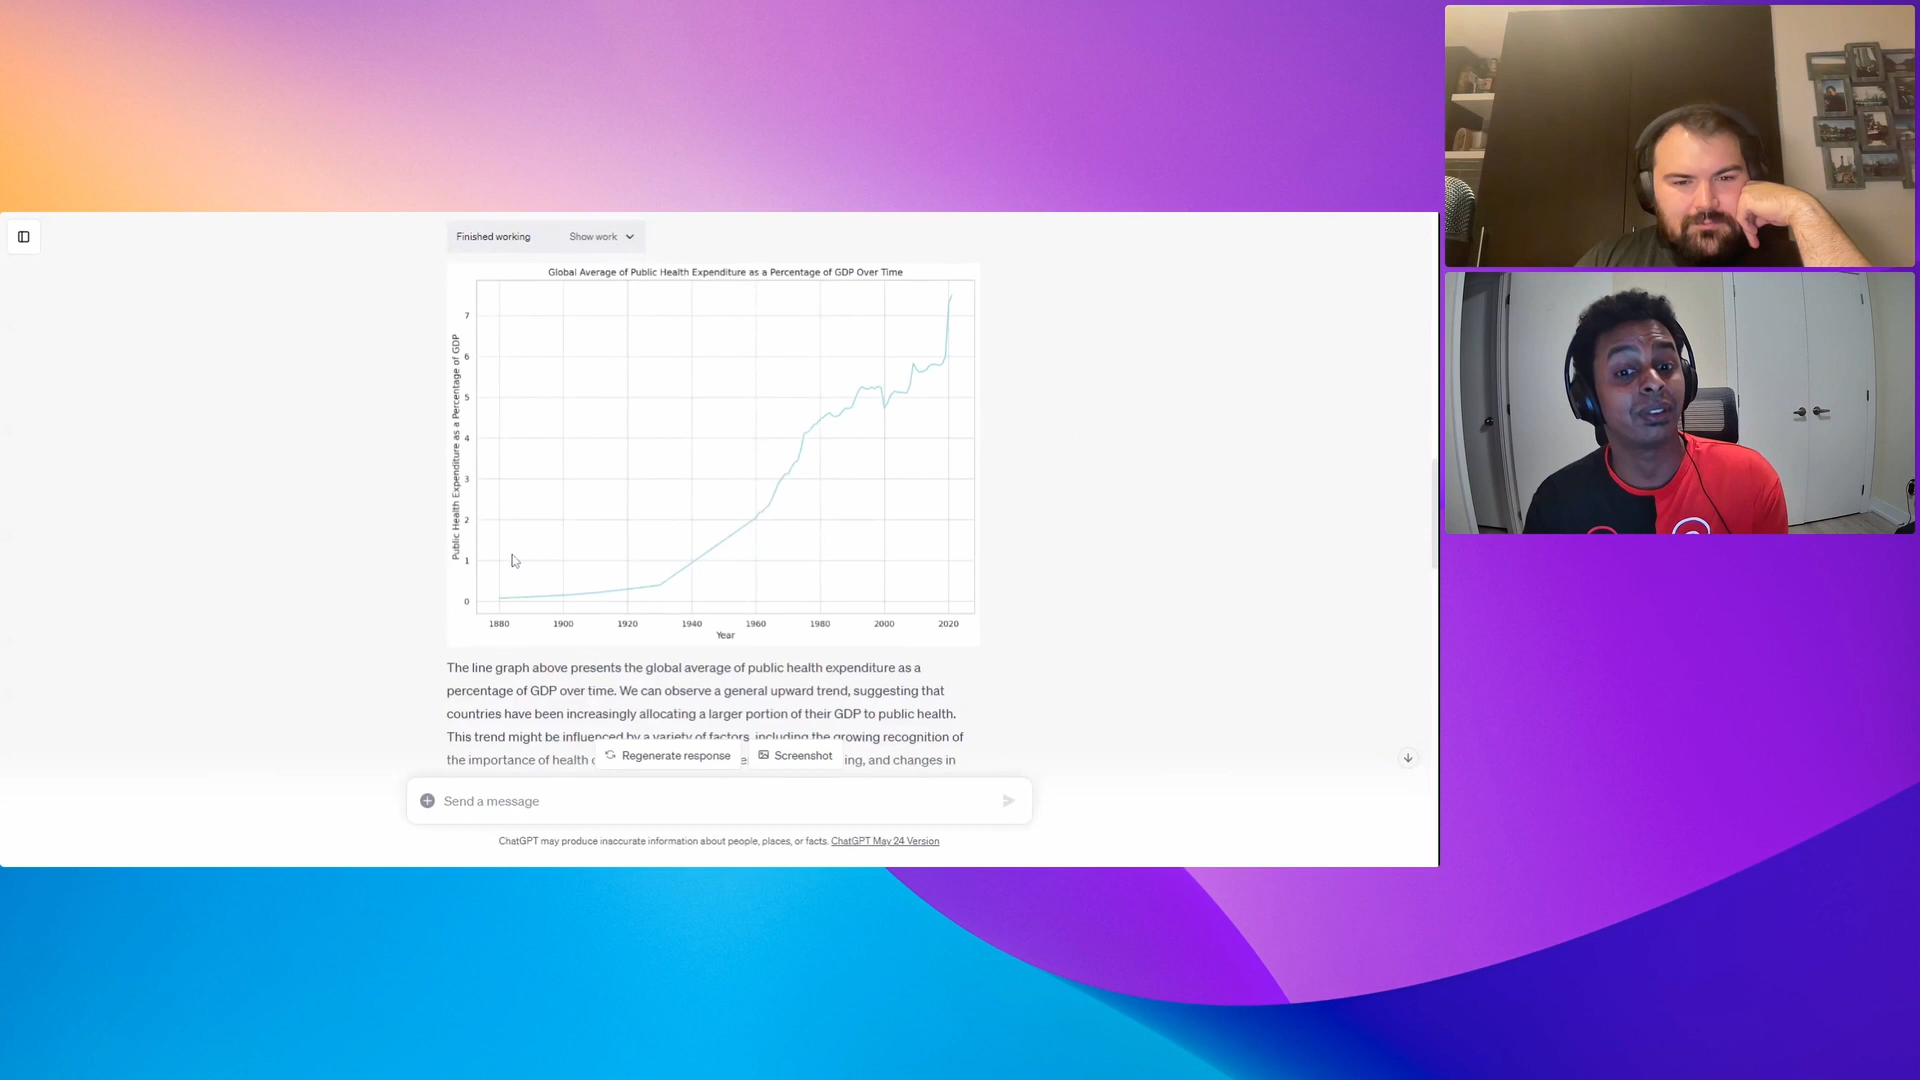 Finished working
Show work
Global Average of Public Health Expenditure as a Percentage of GDP Over Time
Public Health Expenditure as a Percentage of GDP
7
6
5
4
3
2
1
0
1880 1900 1920 1940 1960 1980 2000 2020
Year
The line graph above presents the global average of public health expenditure as a
percentage of GDP over time. We can observe a general upward trend, suggesting that
countries have been increasingly allocating a larger portion of their GDP to public health.
This trend might be influenced by a variety of factors, including the growing recognition of
the importance of health
ing, and changes in
Regenerate response
Screenshot
Send a message
ChatGPT may produce inaccurate information about people, places, or facts. ChatGPT May 24 Version